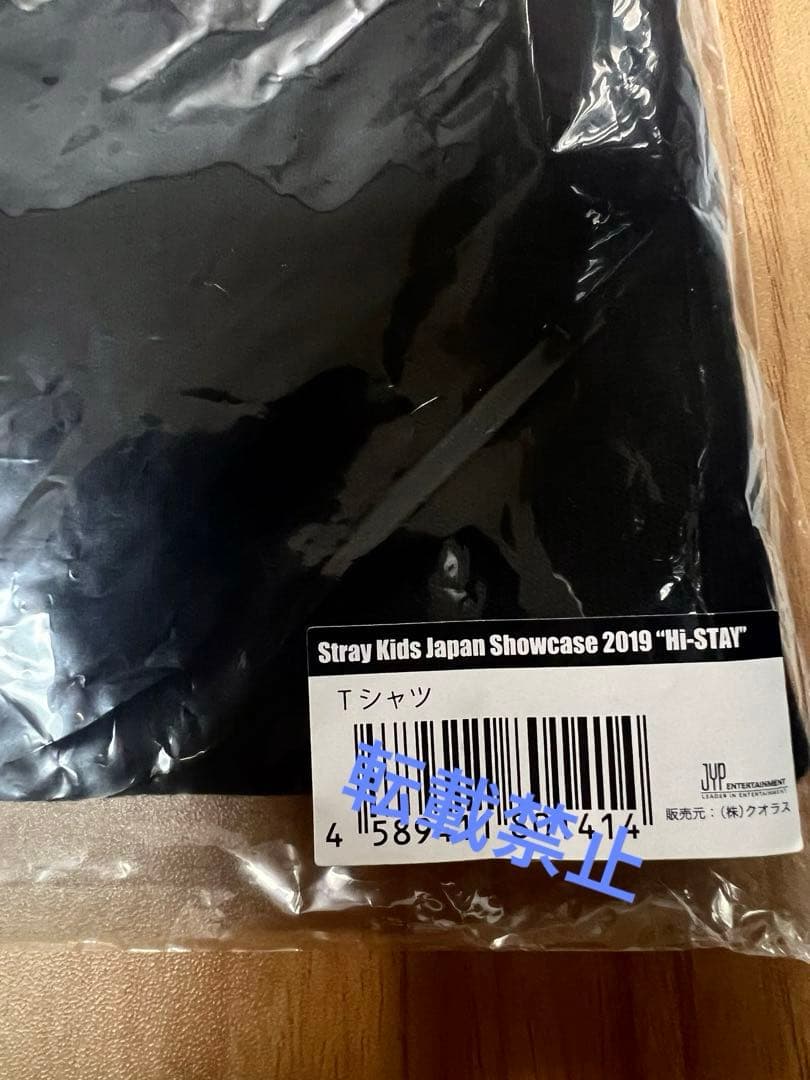 Stray Kids Japan Showcase 2019 “Hi-STAY”
Tシャツ
JYP ENTERTAINMENT
LEADER IN ENTERTAINMENT
販売元：(株)クオラス
4
転載禁止